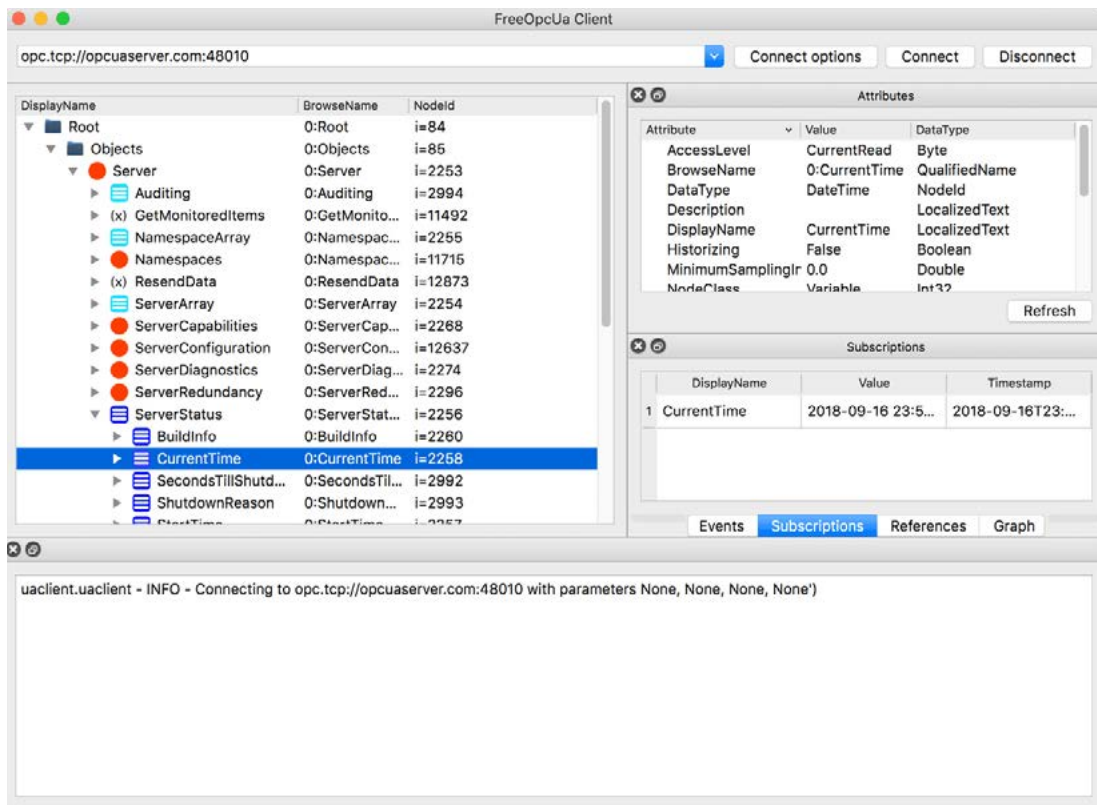 FreeOpcUa Client
opc.tcp://opcuaserver.com:48010
Connect options
Connect
Disconnect
DisplayName BrowseName NodeId
Root 0:Root i=84
Objects 0:Objects i=85
Server 0:Server i=2253
Auditing 0:Auditing i=2994
(x) GetMonitoredItems 0:GetMonito... i=11492
NamespaceArray 0:Namespac... i=2255
Namespaces 0:Namespac... i=11715
(x) ResendData 0:ResendData i=12873
ServerArray 0:ServerArray i=2254
ServerCapabilities 0:ServerCap... i=2268
ServerConfiguration 0:ServerCon... i=12637
ServerDiagnostics 0:ServerDiag... i=2274
ServerRedundancy 0:ServerRed... i=2296
ServerStatus 0:ServerStat... i=2256
BuildInfo 0:BuildInfo i=2260
CurrentTime 0:CurrentTime i=2258
SecondsTillShutd... 0:SecondsTil... i=2992
ShutdownReason 0:Shutdown... i=2993
StartTime 0:StartTime i=2257
Attributes
Attribute Value DataType
AccessLevel CurrentRead Byte
BrowseName 0:CurrentTime QualifiedName
DataType DateTime NodeId
Description LocalizedText
DisplayName CurrentTime LocalizedText
Historizing False Boolean
MinimumSamplingIr 0.0 Double
NodeClass Variable Int32
Refresh
Subscriptions
DisplayName Value Timestamp
1 CurrentTime 2018-09-16 23:5... 2018-09-16T23:...
Events Subscriptions References Graph
uaclient.uaclient - INFO - Connecting to opc.tcp://opcuaserver.com:48010 with parameters None, None, None, None')